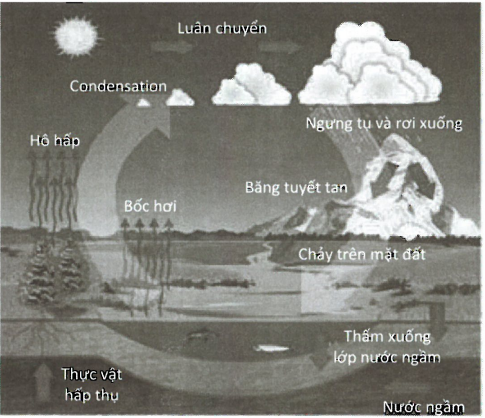 Luân chuyển
Condensation
Ngưng tụ và rơi xuống
Hô hấp
Băng tuyết tan
Bốc hơi
Chảy trên mặt đất
Thấm xuống
lớp nước ngầm
Thực vật
hấp thụ
Nước ngầm